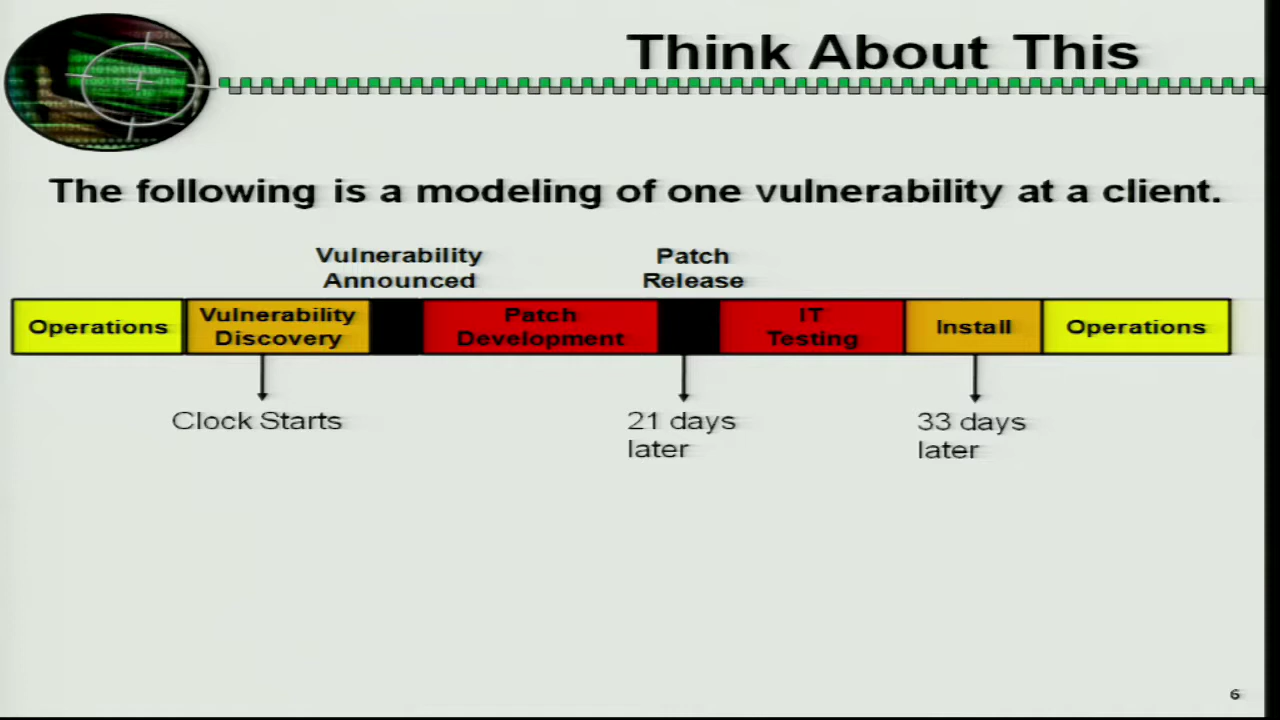 Think About This
The following is a modeling of one vulnerability at a client.
Vulnerability
Announced
Patch
Release
Operations
Vulnerability
Discovery
Patch
Development
IT
Testing
Install
Operations
Clock Starts
21 days
later
33 days
later
6